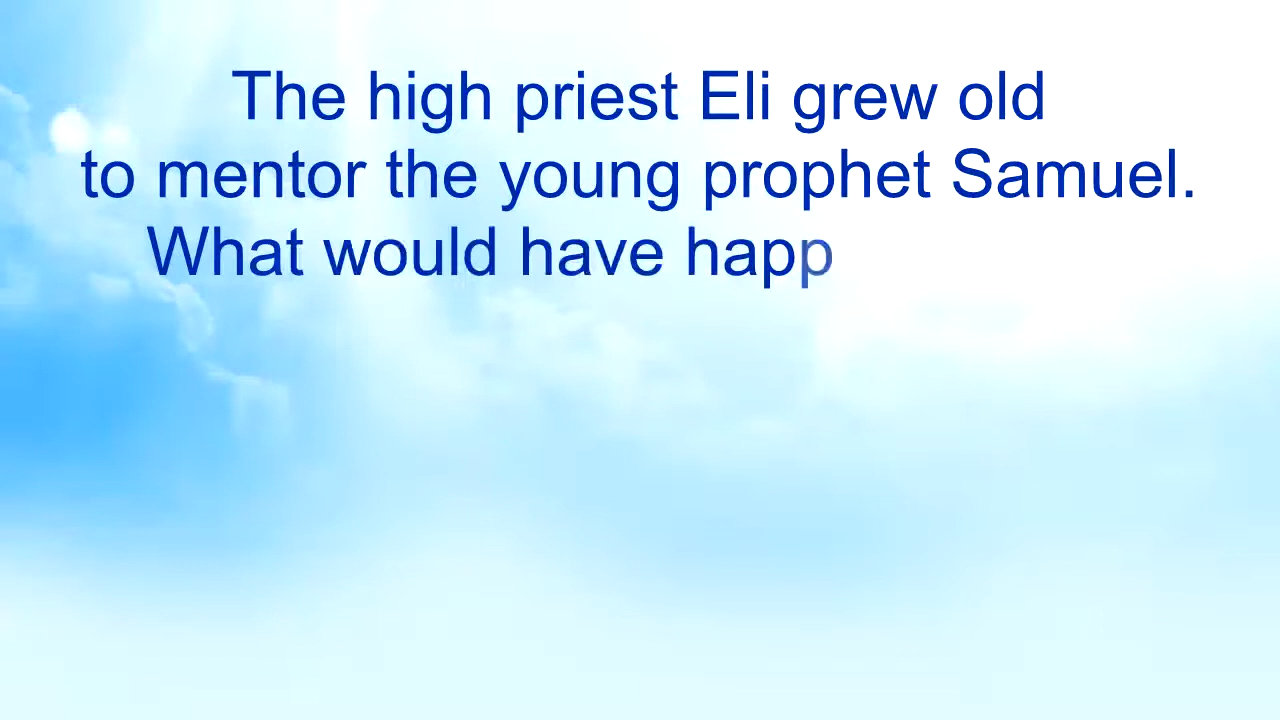 The high priest Eli grew old
to mentor the young prophet Samuel.
What would have happ